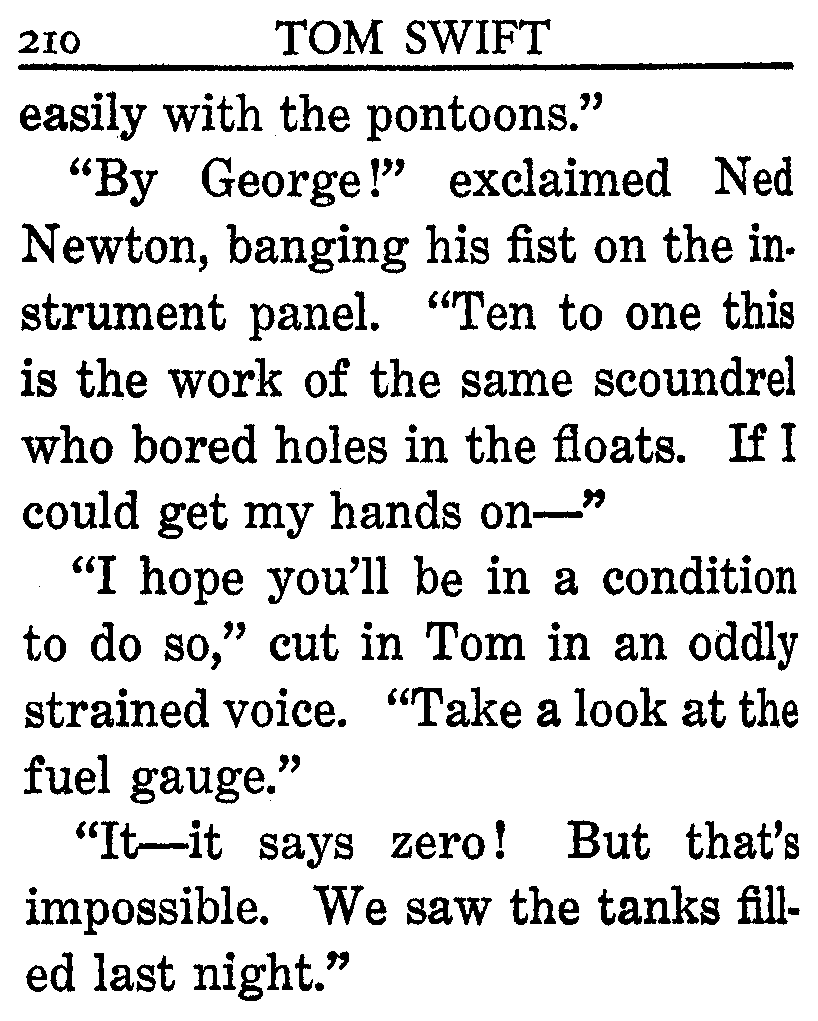 210 TOM SWIFT
easily with the pontoons.”
“By George!” exclaimed Ned
Newton, banging his fist on the in-
strument panel. “Ten to one this
is the work of the same scoundrel
who bored holes in the floats. If I
could get my hands on—”
“I hope you’ll be in a condition
to do so,” cut in Tom in an oddly
strained voice. “Take a look at the
fuel gauge.”
“It—it says zero! But that’s
impossible. We saw the tanks fill-
ed last night.”